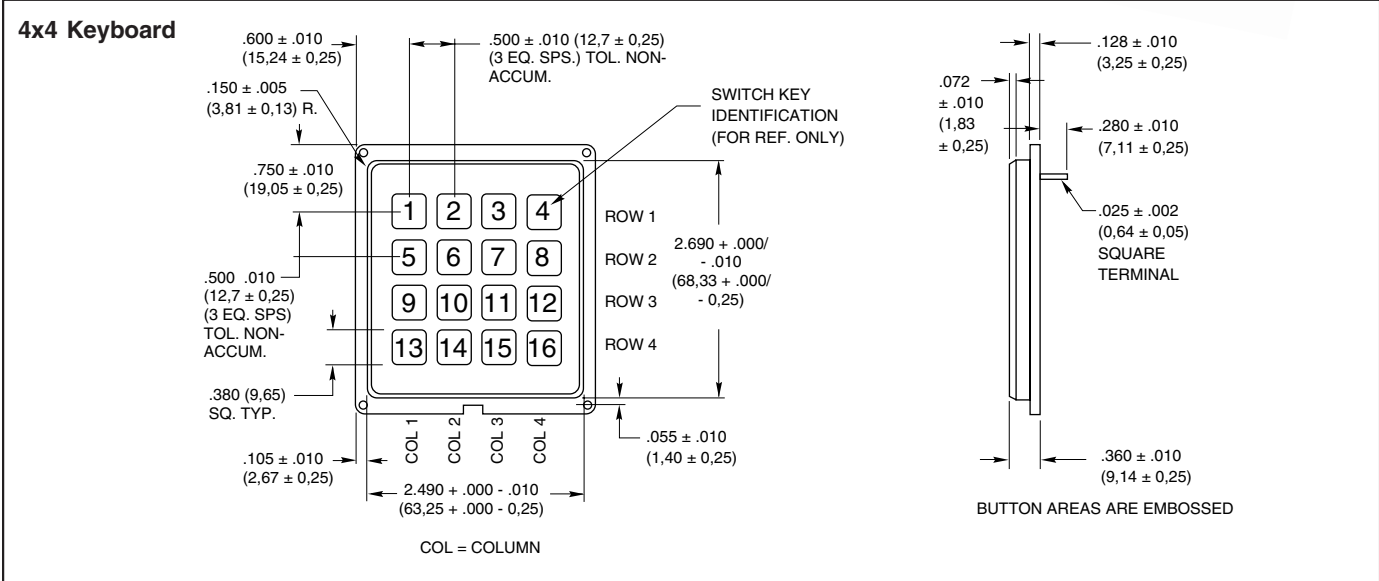 4x4 Keyboard
.600 ± .010
(15,24 ± 0,25)
.500 ± .010 (12,7 ± 0,25)
(3 EQ. SPS.) TOL. NON-
ACCUM.
.150 ± .005
(3,81 ± 0,13) R.
SWITCH KEY
IDENTIFICATION
(FOR REF. ONLY)
.750 ± .010
(19,05 ± 0,25)
1 2 3 4
ROW 1
5 6 7 8
ROW 2
9 10 11 12
ROW 3
13 14 15 16
ROW 4
2.690 + .000/
- .010
(68,33 + .000/
- 0,25)
.500 .010
(12,7 ± 0,25)
(3 EQ. SPS)
TOL. NON-
ACCUM.
.380 (9,65)
SQ. TYP.
COL 1
COL 2
COL 3
COL 4
.055 ± .010
(1,40 ± 0,25)
.105 ± .010
(2,67 ± 0,25)
2.490 + .000 - .010
(63,25 + .000 - 0,25)
COL = COLUMN
.128 ± .010
(3,25 ± 0,25)
.072
± .010
(1,83
± 0,25)
.280 ± .010
(7,11 ± 0,25)
.025 ± .002
(0,64 ± 0,05)
SQUARE
TERMINAL
.360 ± .010
(9,14 ± 0,25)
BUTTON AREAS ARE EMBOSSED